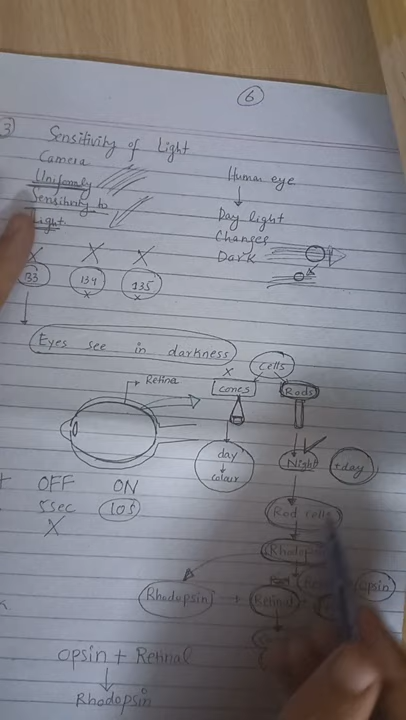 6
3 Sensitivity of Light
Camera
Uniformly
Sensitivity to
Light
Human eye
Day light
Changes
Dark
133 134 135
Eyes see in darkness
Cells
Retina
Cones
Rods
day
colour
Night
+day
OFF ON
5sec 10s
Rod cells
Rhodopsin
Opsin
Rhodopsin + Retinal
Opsin + Retinal
Rhodopsin